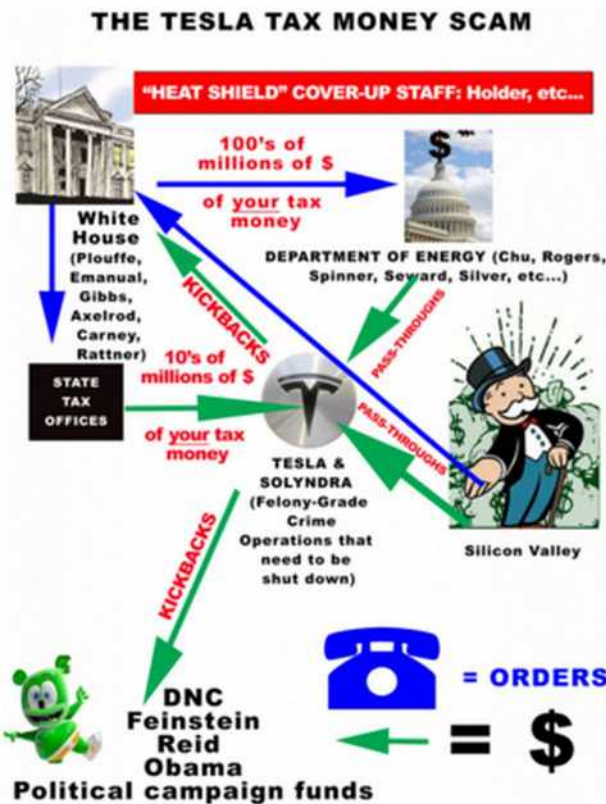 THE TESLA TAX MONEY SCAM
“HEAT SHIELD” COVER-UP STAFF: Holder, etc...
100's of
millions of $
of your tax
money
$
White
House
(Plouffe,
Emanual,
Gibbs,
Axelrod,
Carney,
Rattner)
DEPARTMENT OF ENERGY (Chu, Rogers,
Spinner, Seward, Silver, etc...)
KICKBACKS
PASS-THROUGHS
STATE
TAX
OFFICES
10's of
millions of $
of your tax
money
PASS-THROUGHS
TESLA &
SOLYNDRA
(Felony-Grade
Crime
Operations that
need to be
shut down)
Silicon Valley
KICKBACKS
= ORDERS
DNC
Feinstein
Reid
Obama
Political campaign funds
= $